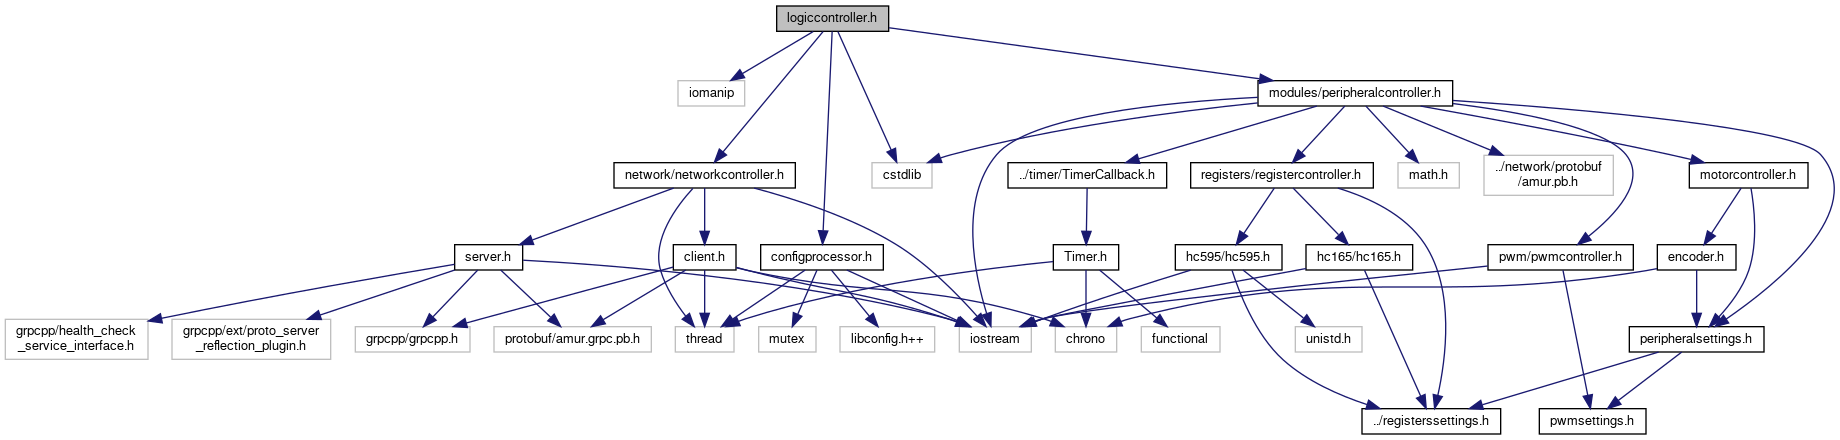 logiccontroller.h
iomanip
modules/peripheralcontroller.h
network/networkcontroller.h
cstdlib
../timer/TimerCallback.h
registers/registercontroller.h
math.h
../network/protobuf
/amur.pb.h
motorcontroller.h
server.h
client.h
configprocessor.h
Timer.h
hc595/hc595.h
hc165/hc165.h
pwm/pwmcontroller.h
encoder.h
grpcpp/health_check
_service_interface.h
grpcpp/ext/proto_server
_reflection_plugin.h
grpcpp/grpcpp.h
protobuf/amur.grpc.pb.h
thread
mutex
libconfig.h++
iostream
chrono
functional
unistd.h
peripheralsettings.h
../registerssettings.h
pwmsettings.h